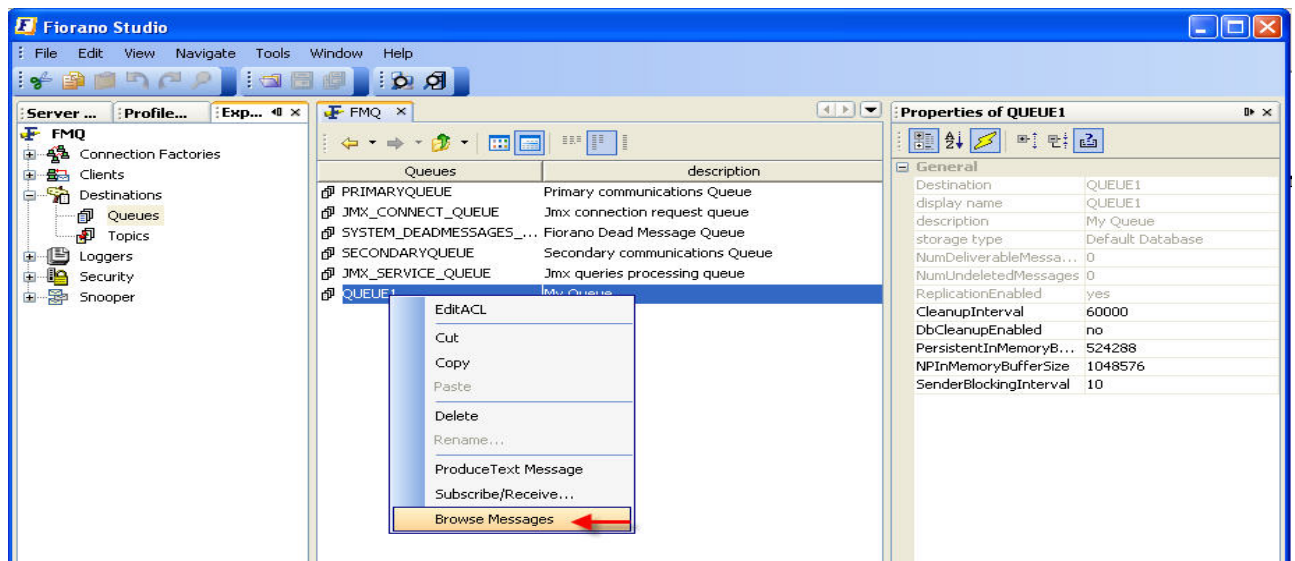 Fiorano Studio
File Edit View Navigate Tools Window Help
Server ... Profile... Exp...
FMQ
Connection Factories
Clients
Destinations
Queues
Topics
Loggers
Security
Snooper
FMQ
Queues description
PRIMARYQUEUE Primary communications Queue
JMX_CONNECT_QUEUE Jmx connection request queue
SYSTEM_DEADMESSAGES_... Fiorano Dead Message Queue
SECONDARYQUEUE Secondary communications Queue
JMX_SERVICE_QUEUE Jmx queries processing queue
QUEUE1 My Queue
EditACL
Cut
Copy
Paste
Delete
Rename...
ProduceText Message
Subscribe/Receive...
Browse Messages
Properties of QUEUE1
General
Destination QUEUE1
display name QUEUE1
description My Queue
storage type Default Database
NumDeliverableMessa... 0
NumUndeletedMessages 0
ReplicationEnabled yes
CleanupInterval 60000
DbCleanupEnabled no
PersistentInMemoryB... 524288
NPInMemoryBufferSize 1048576
SenderBlockingInterval 10